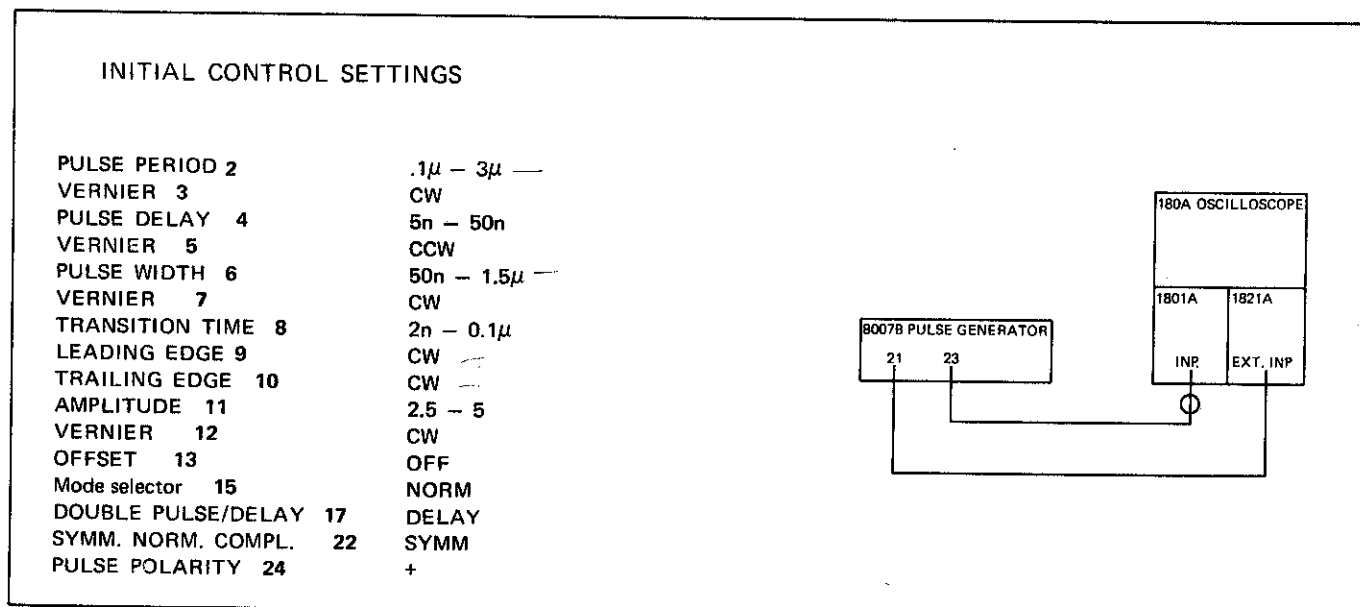 INITIAL CONTROL SETTINGS
PULSE PERIOD 2 .1μ – 3μ
VERNIER 3 CW
PULSE DELAY 4 5n – 50n
VERNIER 5 CCW
PULSE WIDTH 6 50n – 1.5μ
VERNIER 7 CW
TRANSITION TIME 8 2n – 0.1μ
LEADING EDGE 9 CW
TRAILING EDGE 10 CW
AMPLITUDE 11 2.5 – 5
VERNIER 12 CW
OFFSET 13 OFF
Mode selector 15 NORM
DOUBLE PULSE/DELAY 17 DELAY
SYMM. NORM. COMPL. 22 SYMM
PULSE POLARITY 24 +
180A OSCILLOSCOPE
1801A 1821A
INP. EXT. INP
8007B PULSE GENERATOR
21 23